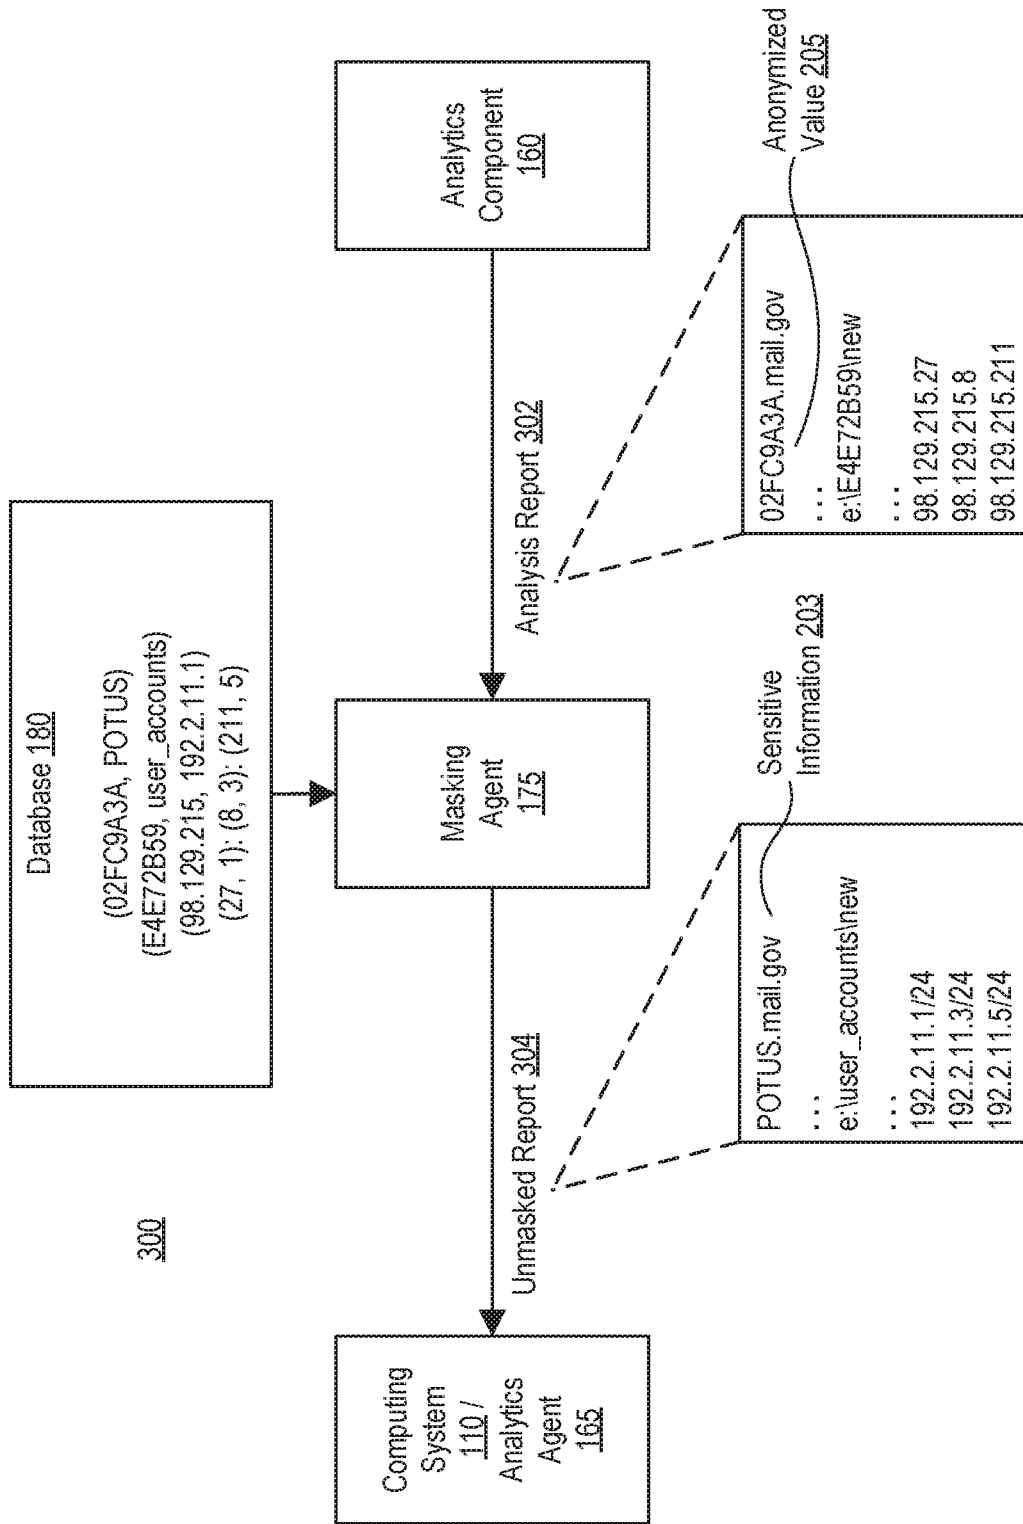 300
Database 180
(02FC9A3A, POTUS)
(E4E72B59, user_accounts)
(98.129.215, 192.2.11.1)
(27, 1): (8, 3): (211, 5)
Computing
System
110 /
Analytics
Agent
165
Unmasked Report 304
Masking
Agent
175
Analysis Report 302
Analytics
Component
160
POTUS.mail.gov
...
e:\user_accounts\new
...
192.2.11.1/24
192.2.11.3/24
192.2.11.5/24
Sensitive
Information 203
02FC9A3A.mail.gov
...
e:\E4E72B59\new
...
98.129.215.27
98.129.215.8
98.129.215.211
Anonymized
Value 205